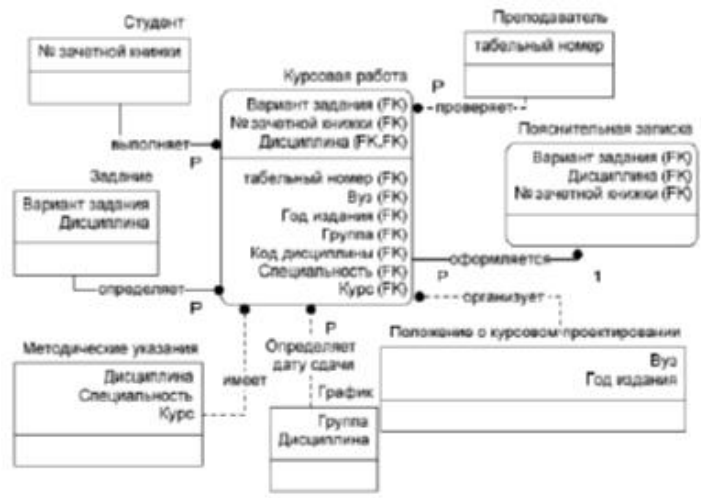 Студент
№ зачетной книжки
выполняет
Р
Задание
Вариант задания
Дисциплина
определяет
Р
Методические указания
Дисциплина
Специальность
Курс
имеет
Курсовая работа
Вариант задания (FK)
№ зачетной книжки (FK)
Дисциплина (FK,FK)
табельный номер (FK)
Вуз (FK)
Год издания (FK)
Группа (FK)
Код дисциплины (FK)
Специальность (FK)
Курс (FK)
Р
Определяет
дату сдачи
График
Группа
Дисциплина
Преподаватель
табельный номер
Р
проверяет
Пояснительная записка
Вариант задания (FK)
Дисциплина (FK)
№ зачетной книжки (FK)
оформляется
Р
1
организует
Положение о курсовом проектировании
Вуз
Год издания